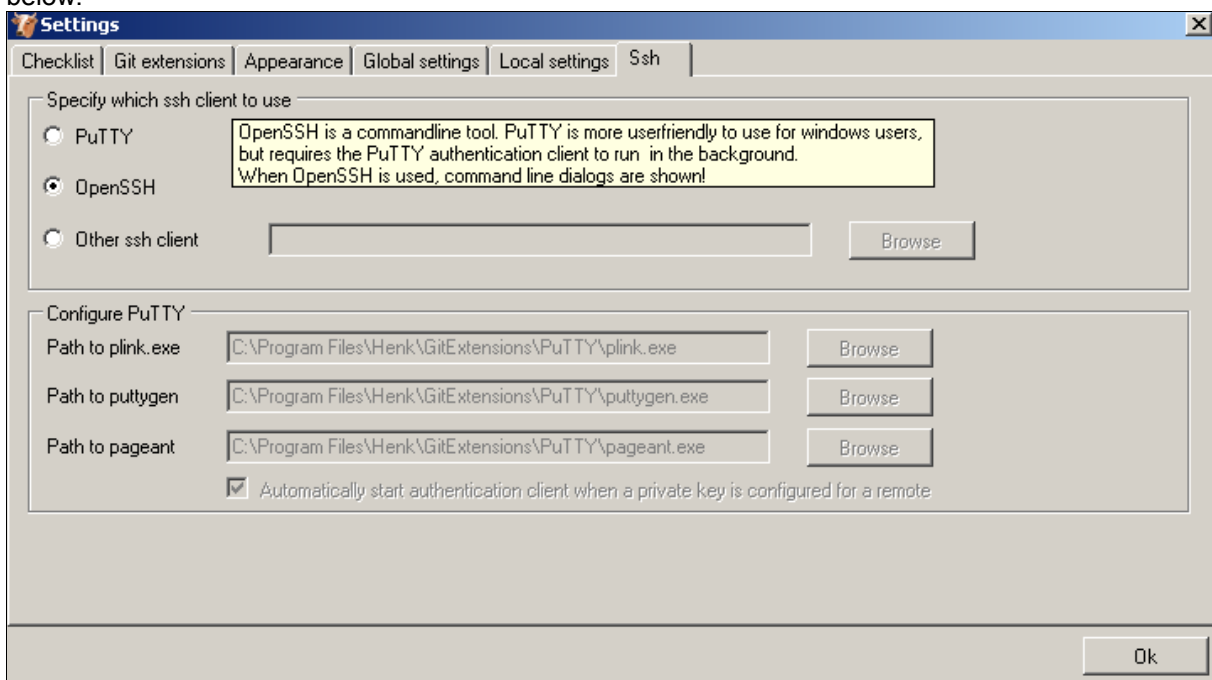 below.
Settings
Checklist Git extensions Appearance Global settings Local settings Ssh
Specify which ssh client to use
PuTTY
OpenSSH is a commandline tool. PuTTY is more userfriendly to use for windows users,
but requires the PuTTY authentication client to run in the background.
When OpenSSH is used, command line dialogs are shown!
OpenSSH
Other ssh client Browse
Configure PuTTY
Path to plink.exe C:\Program Files\Henk\GitExtensions\PuTTY\plink.exe Browse
Path to puttygen C:\Program Files\Henk\GitExtensions\PuTTY\puttygen.exe Browse
Path to pageant C:\Program Files\Henk\GitExtensions\PuTTY\pageant.exe Browse
Automatically start authentication client when a private key is configured for a remote
Ok